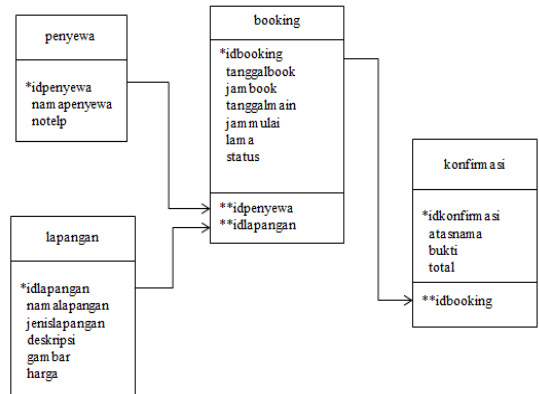 penyewa
*idpenyewa
namapenyewa
notelp
booking
*idbooking
tanggalbook
jambook
tanggalmain
jammulai
lama
status
**idpenyewa
**idlapangan
lapangan
*idlapangan
namalapangan
jenislapangan
deskripsi
gambar
harga
konfirmasi
*idkonfirmasi
atasnama
bukti
total
**idbooking